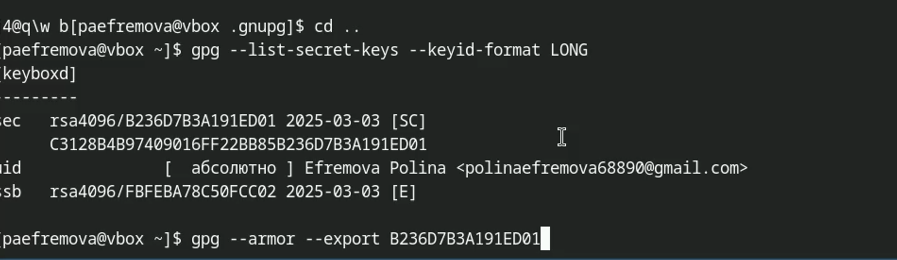 4@q\w b[paefremova@vbox .gnupg]$ cd ..
[paefremova@vbox ~]$ gpg --list-secret-keys --keyid-format LONG
[keyboxd]
---------
sec   rsa4096/B236D7B3A191ED01 2025-03-03 [SC]
      C3128B4B97409016FF22BB85B236D7B3A191ED01
uid                 [  абсолютно ] Efremova Polina <polinaefremova68890@gmail.com>
ssb   rsa4096/FBFEBA78C50FCC02 2025-03-03 [E]
[paefremova@vbox ~]$ gpg --armor --export B236D7B3A191ED01